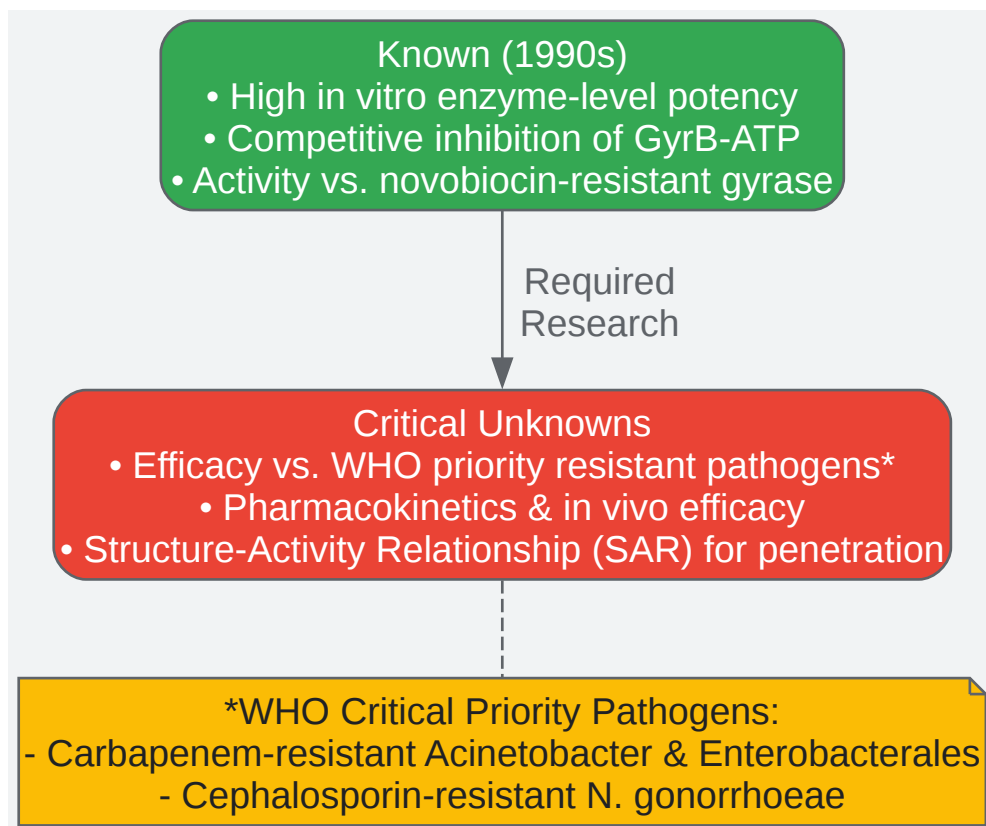 Known (1990s)
• High in vitro enzyme-level potency
• Competitive inhibition of GyrB-ATP
• Activity vs. novobiocin-resistant gyrase
Required
Research
Critical Unknowns
• Efficacy vs. WHO priority resistant pathogens*
• Pharmacokinetics & in vivo efficacy
• Structure-Activity Relationship (SAR) for penetration
*WHO Critical Priority Pathogens:
- Carbapenem-resistant Acinetobacter & Enterobacterales
- Cephalosporin-resistant N. gonorrhoeae